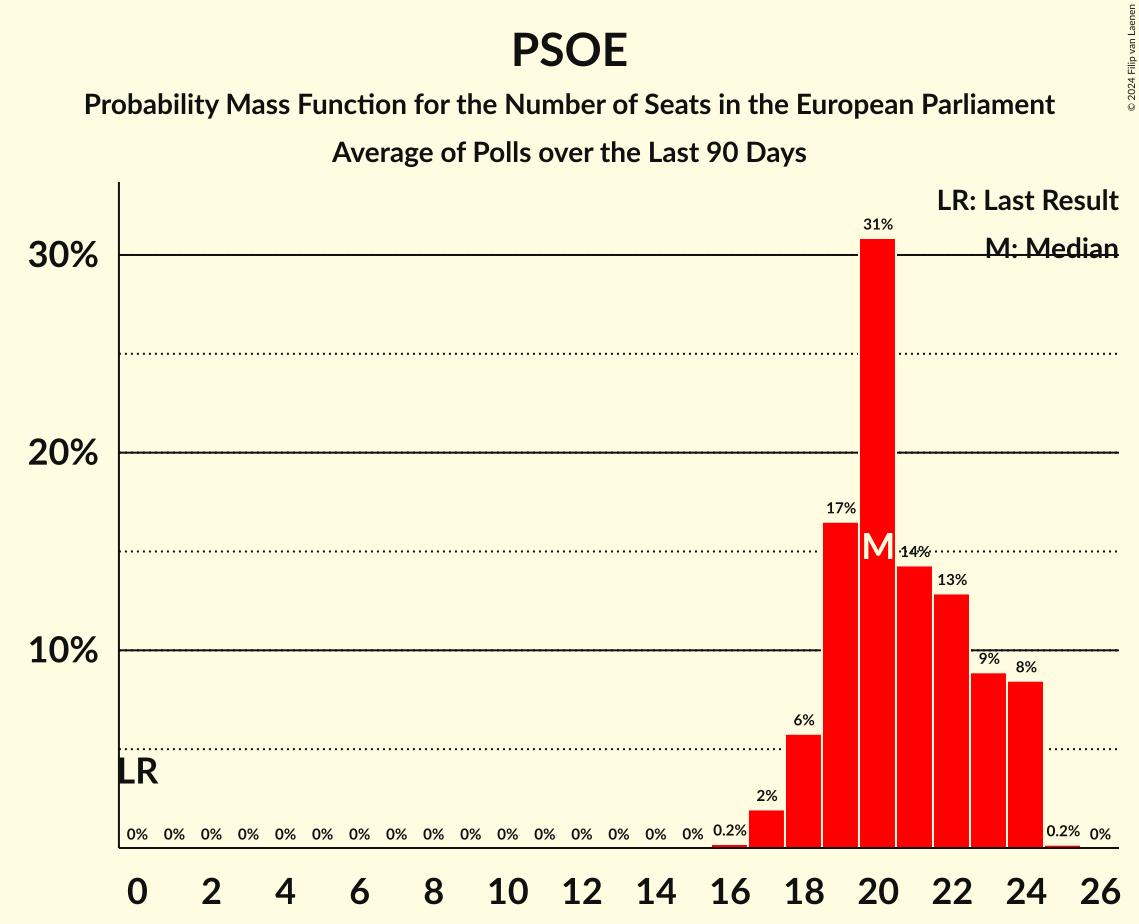 © 2024 Filip van Laenen
PSOE
Probability Mass Function for the Number of Seats in the European Parliament
Average of Polls over the Last 90 Days
LR: Last Result
M: Median
30%
20%
10%
31%
17%
M
14%
13%
9%
8%
6%
LR
2%
0% 0% 0% 0% 0% 0% 0% 0% 0% 0% 0% 0% 0% 0% 0% 0% 0.2% 0.2% 0%
0 2 4 6 8 10 12 14 16 18 20 22 24 26